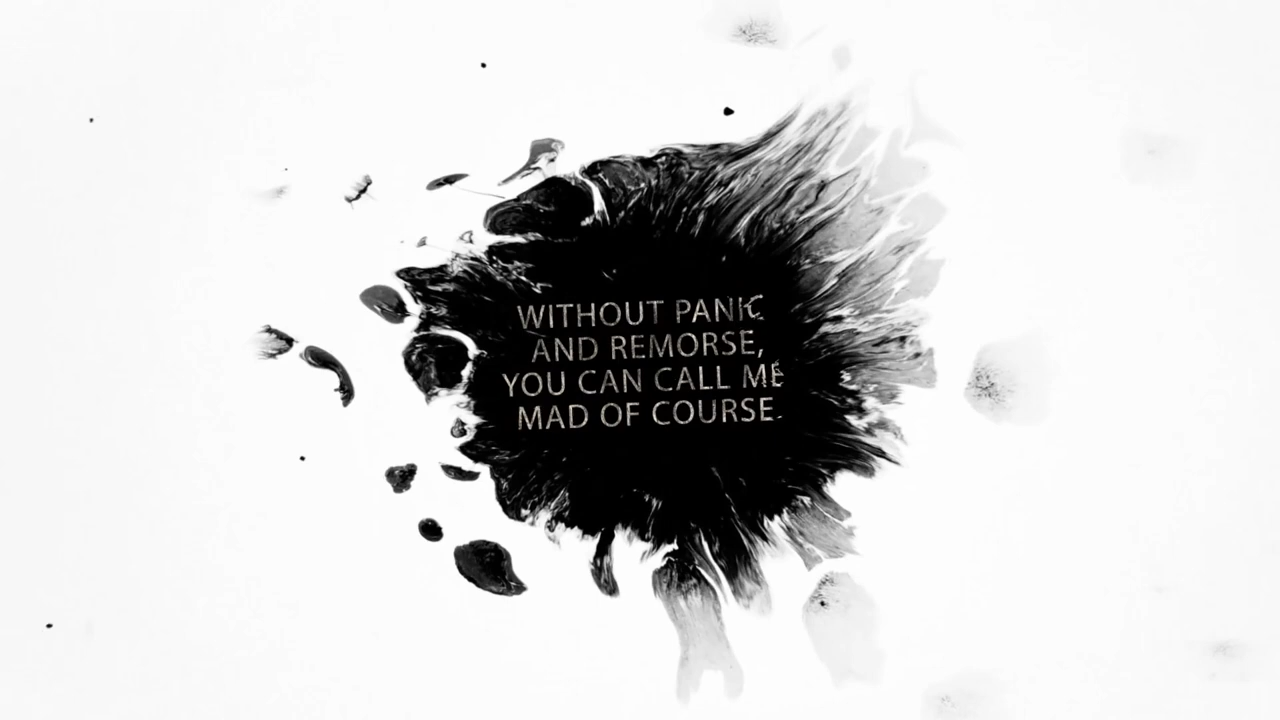 WITHOUT PANIC
AND REMORSE,
YOU CAN CALL ME
MAD OF COURSE.